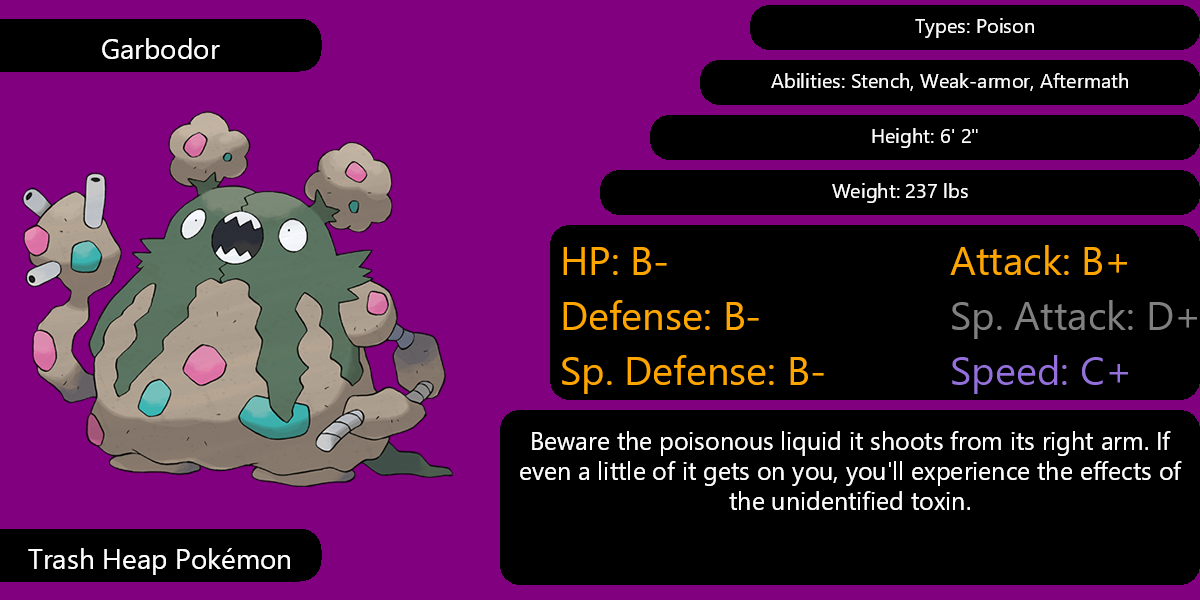 Garbodor
Types: Poison
Abilities: Stench, Weak-armor, Aftermath
Height: 6' 2"
Weight: 237 lbs
HP: B-
Attack: B+
Defense: B-
Sp. Attack: D+
Sp. Defense: B-
Speed: C+
Beware the poisonous liquid it shoots from its right arm. If
even a little of it gets on you, you'll experience the effects of
the unidentified toxin.
Trash Heap Pokémon